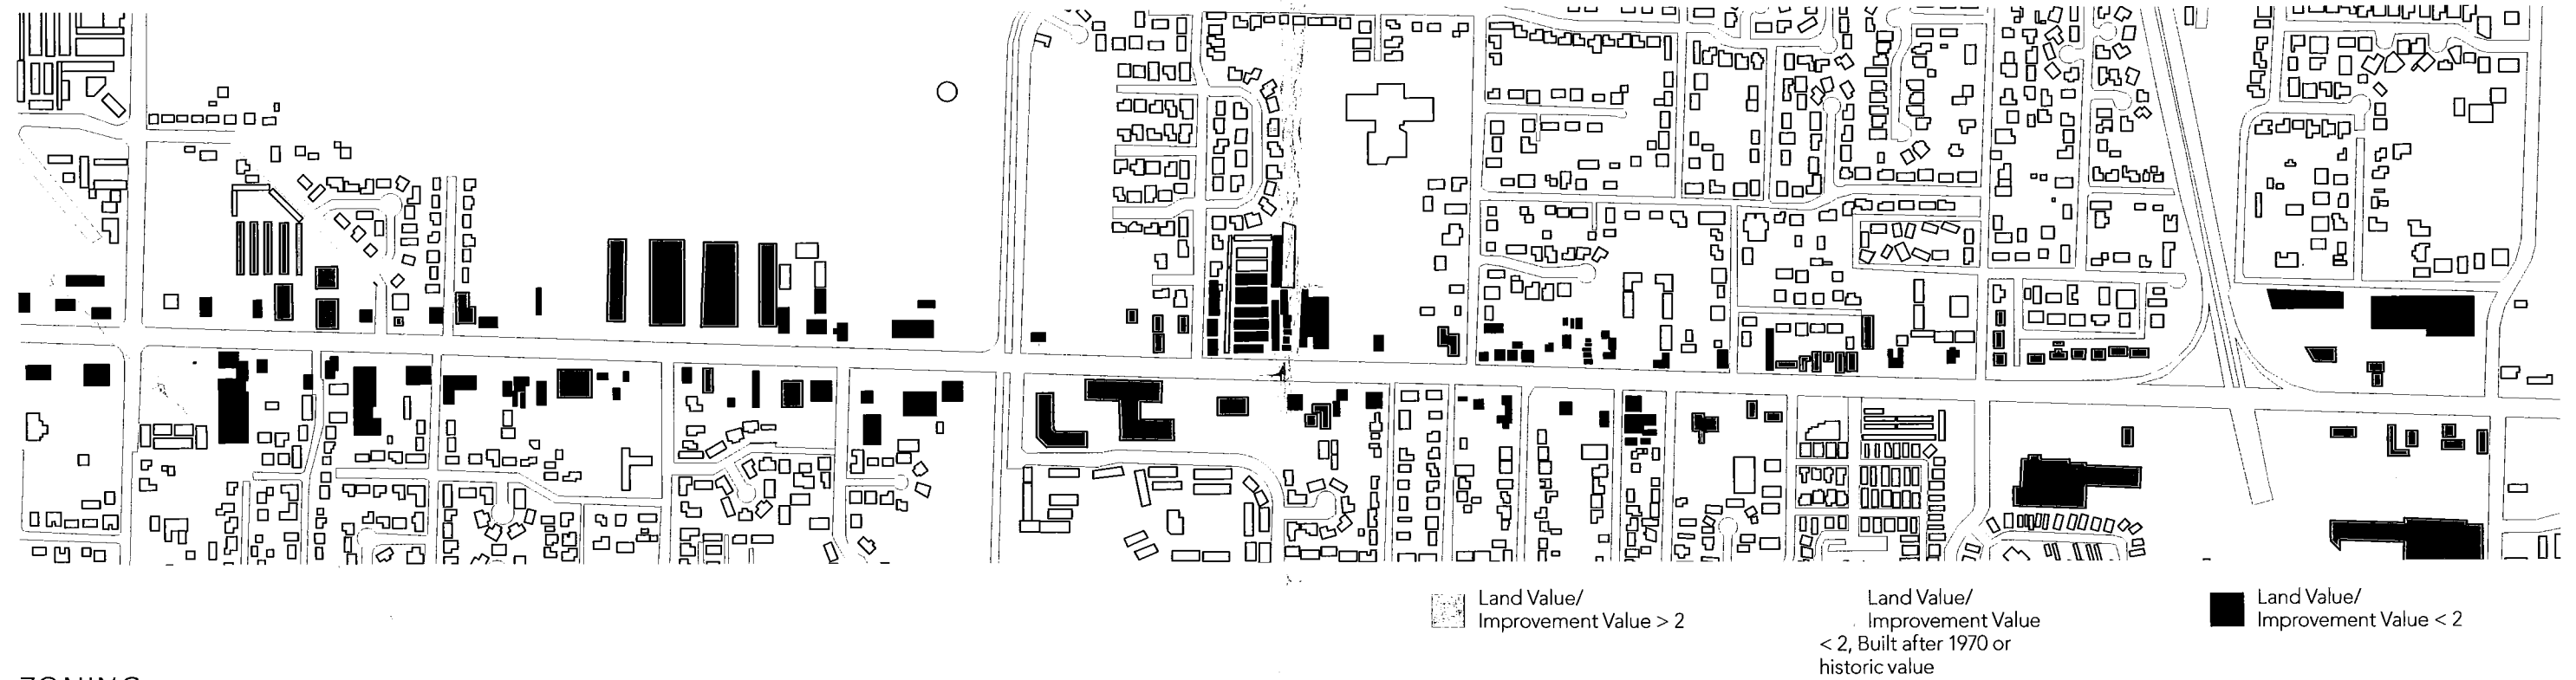 Land Value/
Improvement Value > 2
Land Value/
Improvement Value
< 2, Built after 1970 or
historic value
Land Value/
Improvement Value < 2